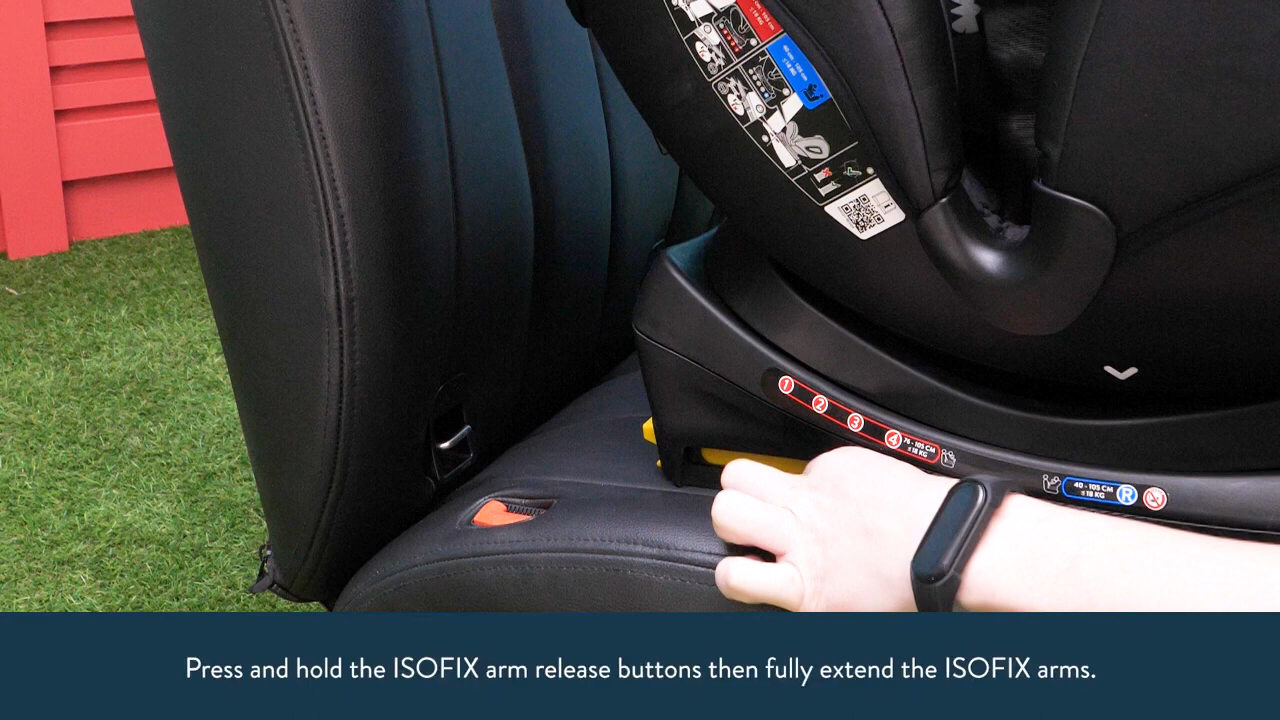 1
2
3
4
76 - 105 CM
≤ 18 KG
40 - 105 CM
≤ 18 KG
R
Press and hold the ISOFIX arm release buttons then fully extend the ISOFIX arms.